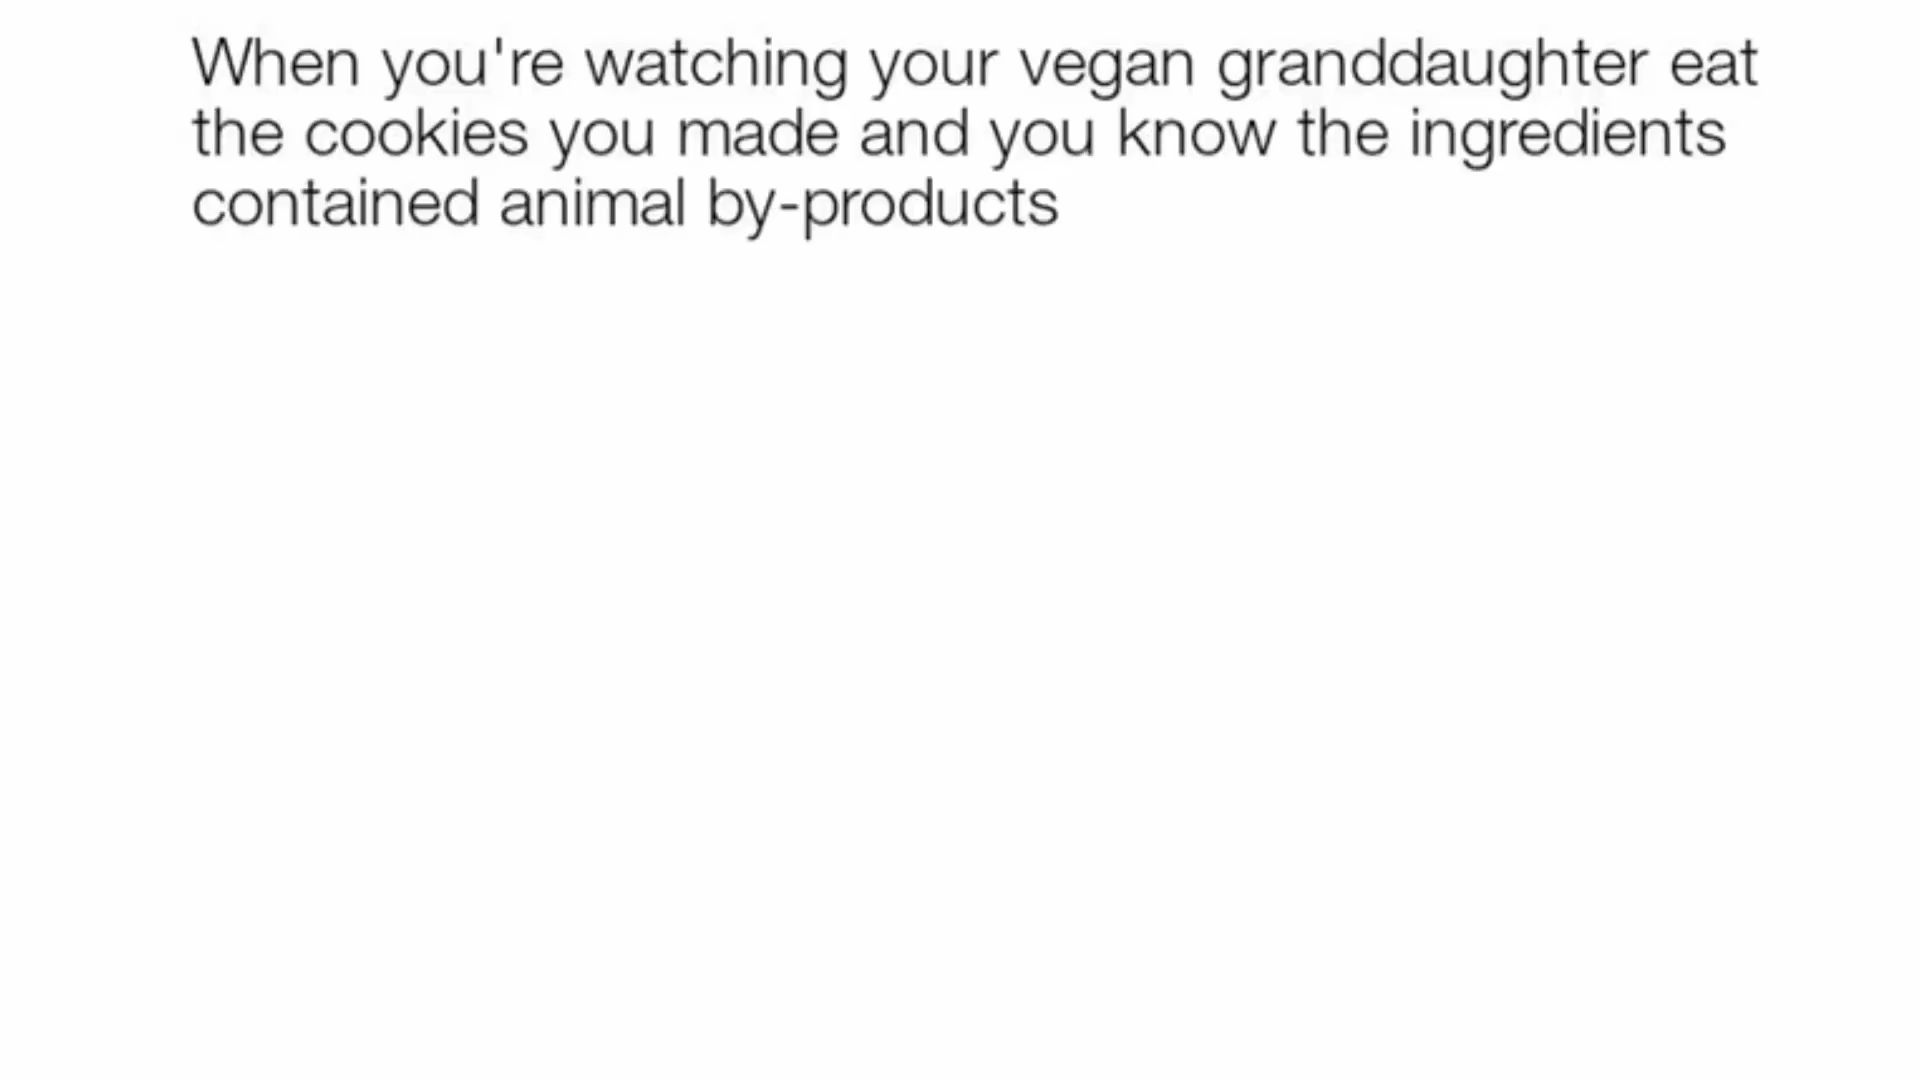 When you're watching your vegan granddaughter eat
the cookies you made and you know the ingredients
contained animal by-products